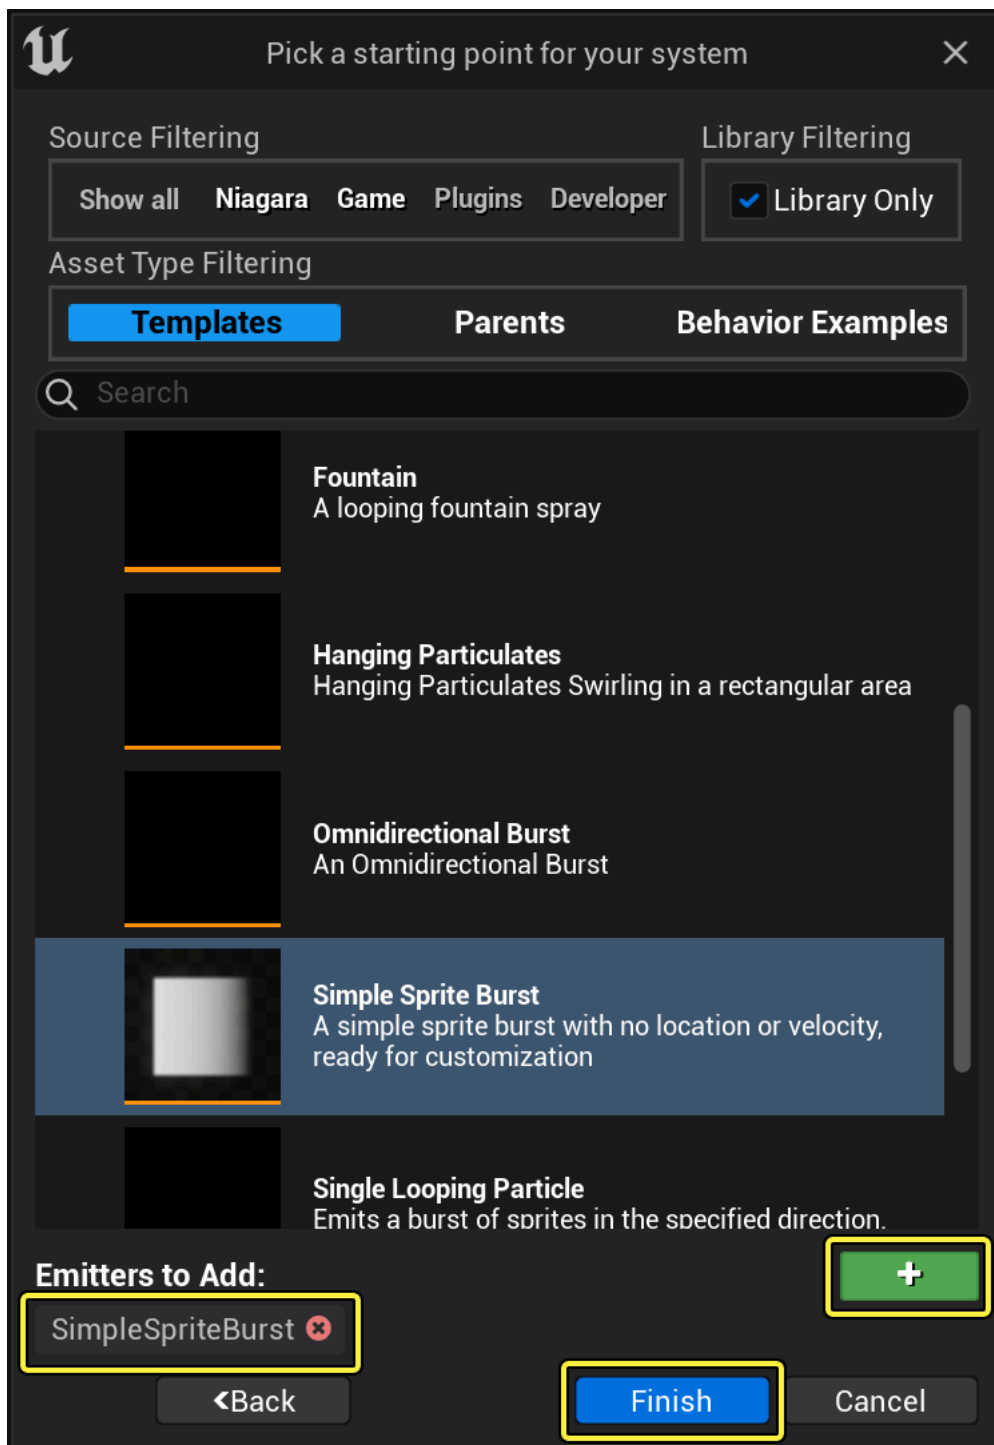 Pick a starting point for your system
Source Filtering
Library Filtering
Show all Niagara Game Plugins Developer
Library Only
Asset Type Filtering
Templates Parents Behavior Examples
Search
Fountain
A looping fountain spray
Hanging Particulates
Hanging Particulates Swirling in a rectangular area
Omnidirectional Burst
An Omnidirectional Burst
Simple Sprite Burst
A simple sprite burst with no location or velocity,
ready for customization
Single Looping Particle
Emits a burst of sprites in the specified direction.
Emitters to Add:
+
SimpleSpriteBurst
<Back
Finish
Cancel